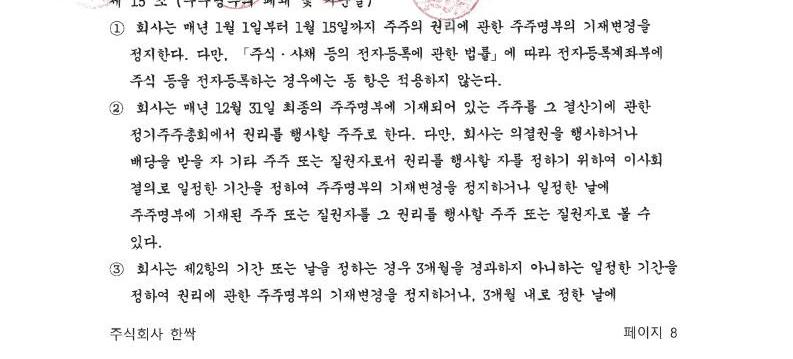 제 15 조 (주주명부의 폐쇄 및 기준일)
① 회사는 매년 1월 1일부터 1월 15일까지 주주의 권리에 관한 주주명부의 기재변경을
정지한다. 다만, 「주식·사채 등의 전자등록에 관한 법률」에 따라 전자등록계좌부에
주식 등을 전자등록하는 경우에는 동 항은 적용하지 않는다.
② 회사는 매년 12월 31일 최종의 주주명부에 기재되어 있는 주주를 그 결산기에 관한
정기주주총회에서 권리를 행사할 주주로 한다. 다만, 회사는 의결권을 행사하거나
배당을 받을 자 기타 주주 또는 질권자로서 권리를 행사할 자를 정하기 위하여 이사회
결의로 일정한 기간을 정하여 주주명부의 기재변경을 정지하거나 일정한 날에
주주명부에 기재된 주주 또는 질권자를 그 권리를 행사할 주주 또는 질권자로 볼 수
있다.
③ 회사는 제2항의 기간 또는 날을 정하는 경우 3개월을 경과하지 아니하는 일정한 기간을
정하여 권리에 관한 주주명부의 기재변경을 정지하거나, 3개월 내로 정한 날에
주식회사 한싹
페이지 8